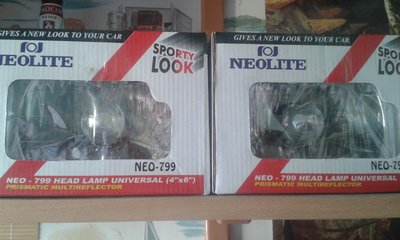 GIVES A NEW LOOK TO YOUR CAR
NEOLITE
SPORTY
LOOK
NEO-799
NEO - 799 HEAD LAMP UNIVERSAL (4"x6")
PRISMATIC MULTIREFLECTOR
GIVES A NEW LOOK TO YOUR CAR
NEOLITE
SPORTY
LOOK
NEO-79
NEO - 799 HEAD LAMP UNIVERSAL (4"x6")
PRISMATIC MULTIREFLECTOR